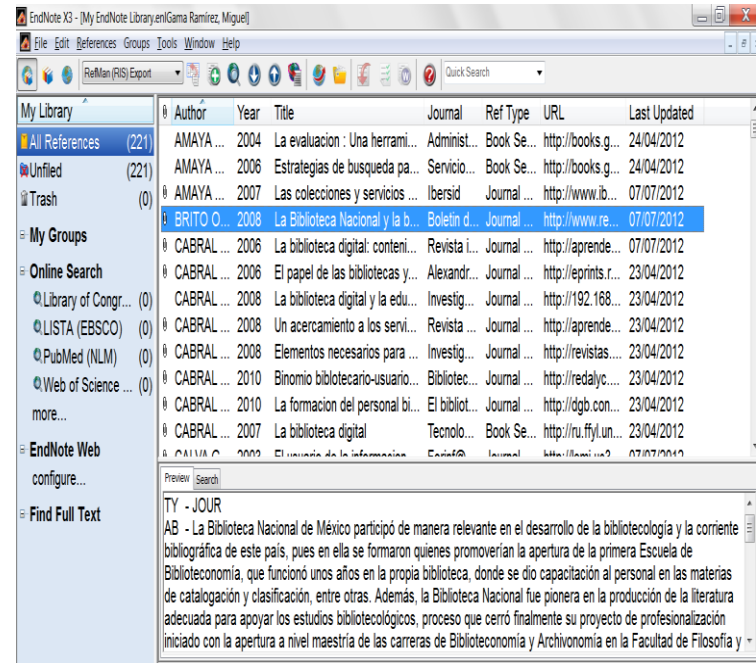 EndNote X3 - [My EndNote Library.enlGama Ramírez, Miguel]
File Edit References Groups Tools Window Help
RefMan (RIS) Export Quick Search
My Library
All References (221)
Unfiled (221)
Trash (0)
My Groups
Online Search
Library of Congr... (0)
LISTA (EBSCO) (0)
PubMed (NLM) (0)
Web of Science ... (0)
more...
EndNote Web
configure...
Find Full Text
Author Year Title Journal Ref Type URL Last Updated
AMAYA ... 2004 La evaluacion : Una herrami... Administ... Book Se... http://books.g... 24/04/2012
AMAYA ... 2006 Estrategias de busqueda pa... Servicio... Book Se... http://books.g... 24/04/2012
AMAYA ... 2007 Las colecciones y servicios ... Ibersid Journal ... http://www.ib... 07/07/2012
BRITO O... 2008 La Biblioteca Nacional y la b... Boletin d... Journal ... http://www.re... 07/07/2012
CABRAL ... 2006 La biblioteca digital: conteni... Revista i... Journal ... http://aprende... 07/07/2012
CABRAL ... 2006 El papel de las bibliotecas y... Alexandr... Journal ... http://eprints.r... 23/04/2012
CABRAL ... 2008 La biblioteca digital y la edu... Investig... Journal ... http://192.168... 23/04/2012
CABRAL ... 2008 Un acercamiento a los servi... Revista ... Journal ... http://aprende... 23/04/2012
CABRAL ... 2008 Elementos necesarios para ... Investig... Journal ... http://revistas.... 23/04/2012
CABRAL ... 2010 Binomio biblotecario-usuario... Bibliotec... Journal ... http://redalyc.... 23/04/2012
CABRAL ... 2010 La formacion del personal bi... El bibliot... Journal ... http://dgb.con... 23/04/2012
CABRAL ... 2007 La biblioteca digital Tecnolo... Book Se... http://ru.ffyl.un... 23/04/2012
Preview Search
TY - JOUR
AB - La Biblioteca Nacional de México participó de manera relevante en el desarrollo de la bibliotecología y la corriente
bibliográfica de este país, pues en ella se formaron quienes promoverían la apertura de la primera Escuela de
Biblioteconomía, que funcionó unos años en la propia biblioteca, donde se dio capacitación al personal en las materias
de catalogación y clasificación, entre otras. Además, la Biblioteca Nacional fue pionera en la producción de la literatura
adecuada para apoyar los estudios bibliotecológicos, proceso que cerró finalmente su proyecto de profesionalización
iniciado con la apertura a nivel maestría de las carreras de Biblioteconomía y Archivonomía en la Facultad de Filosofía y